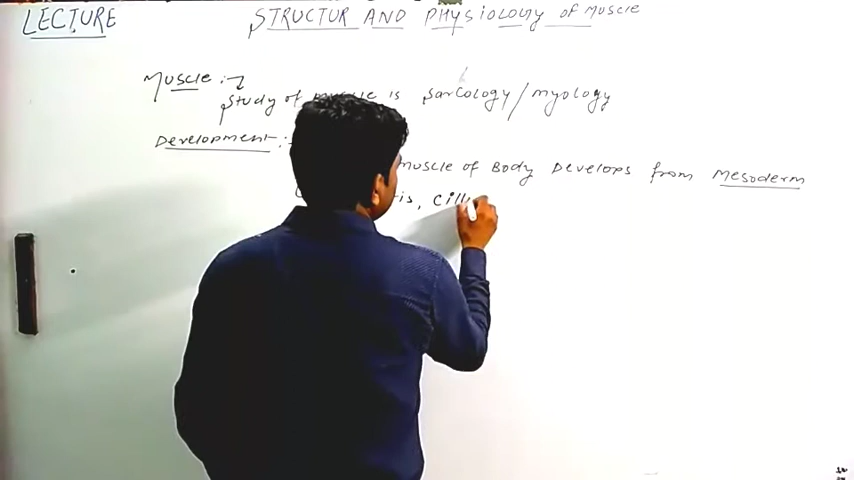 LECTURE
STRUCTUR AND PHYSIOLOGY of MUSCLE
Muscle :-
Study of muscle is Sarcology/myology
Development :-
muscle of Body Develops from Mesoderm
is, cill